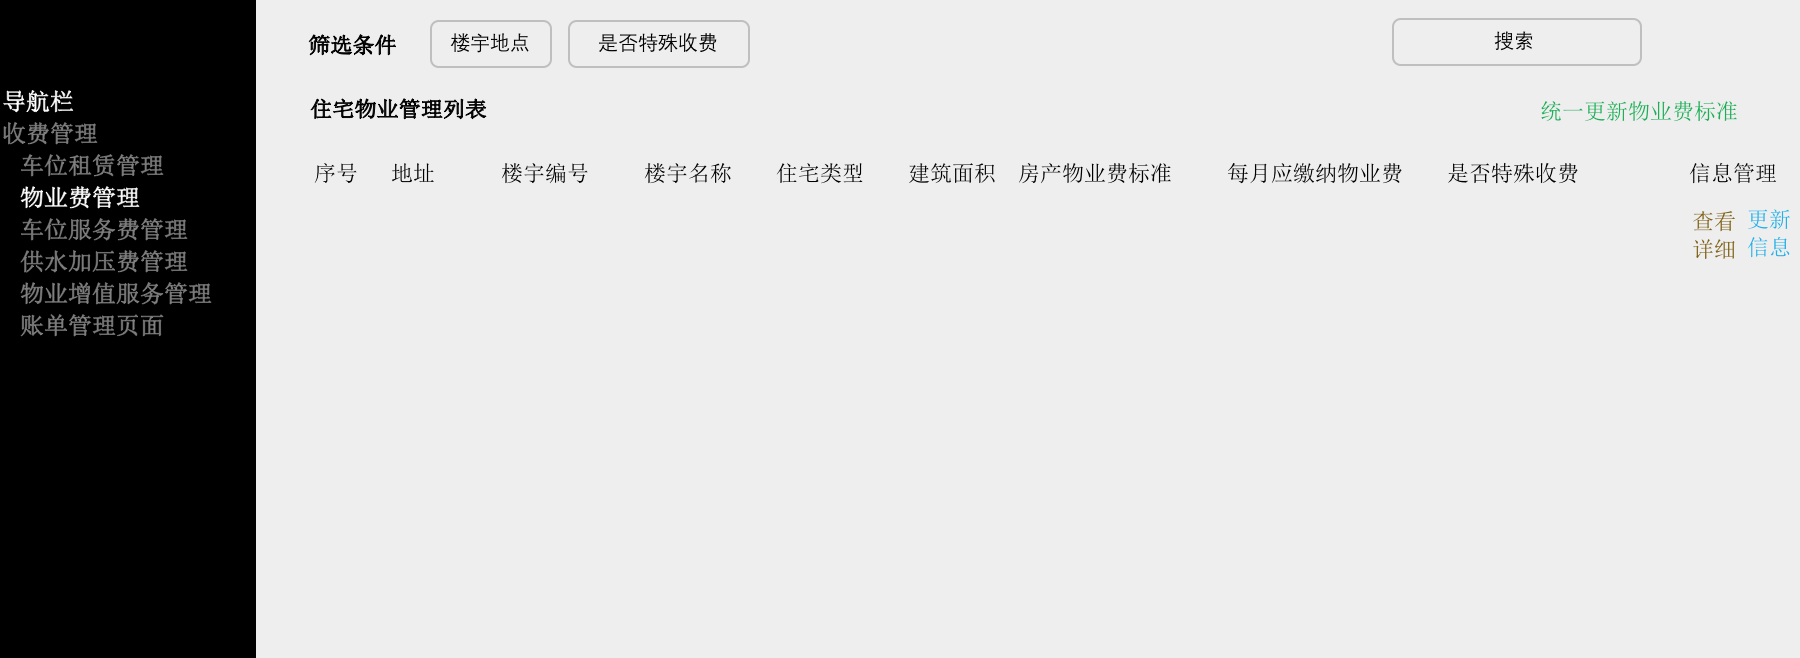 导航栏
收费管理
车位租赁管理
物业费管理
车位服务费管理
供水加压费管理
物业增值服务管理
账单管理页面
筛选条件 楼宇地点 是否特殊收费 搜索
住宅物业管理列表 统一更新物业费标准
序号 地址 楼宇编号 楼宇名称 住宅类型 建筑面积 房产物业费标准 每月应缴纳物业费 是否特殊收费 信息管理
查看 更新
详细 信息